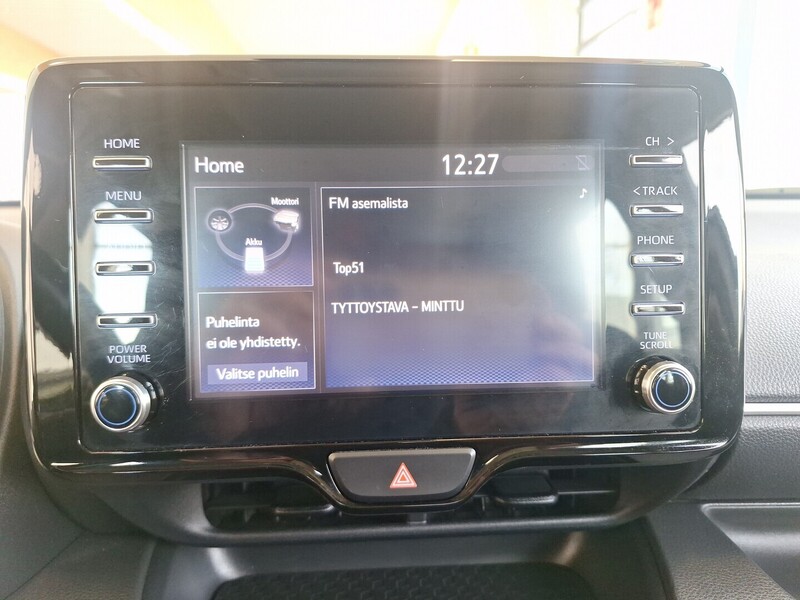 HOME
MENU
POWER
VOLUME
Home
12:27
Moottori
Akku
Puhelinta
ei ole yhdistetty.
Valitse puhelin
FM asemalista
Top51
TYTTOYSTAVA - MINTTU
CH >
< TRACK
PHONE
SETUP
TUNE
SCROLL